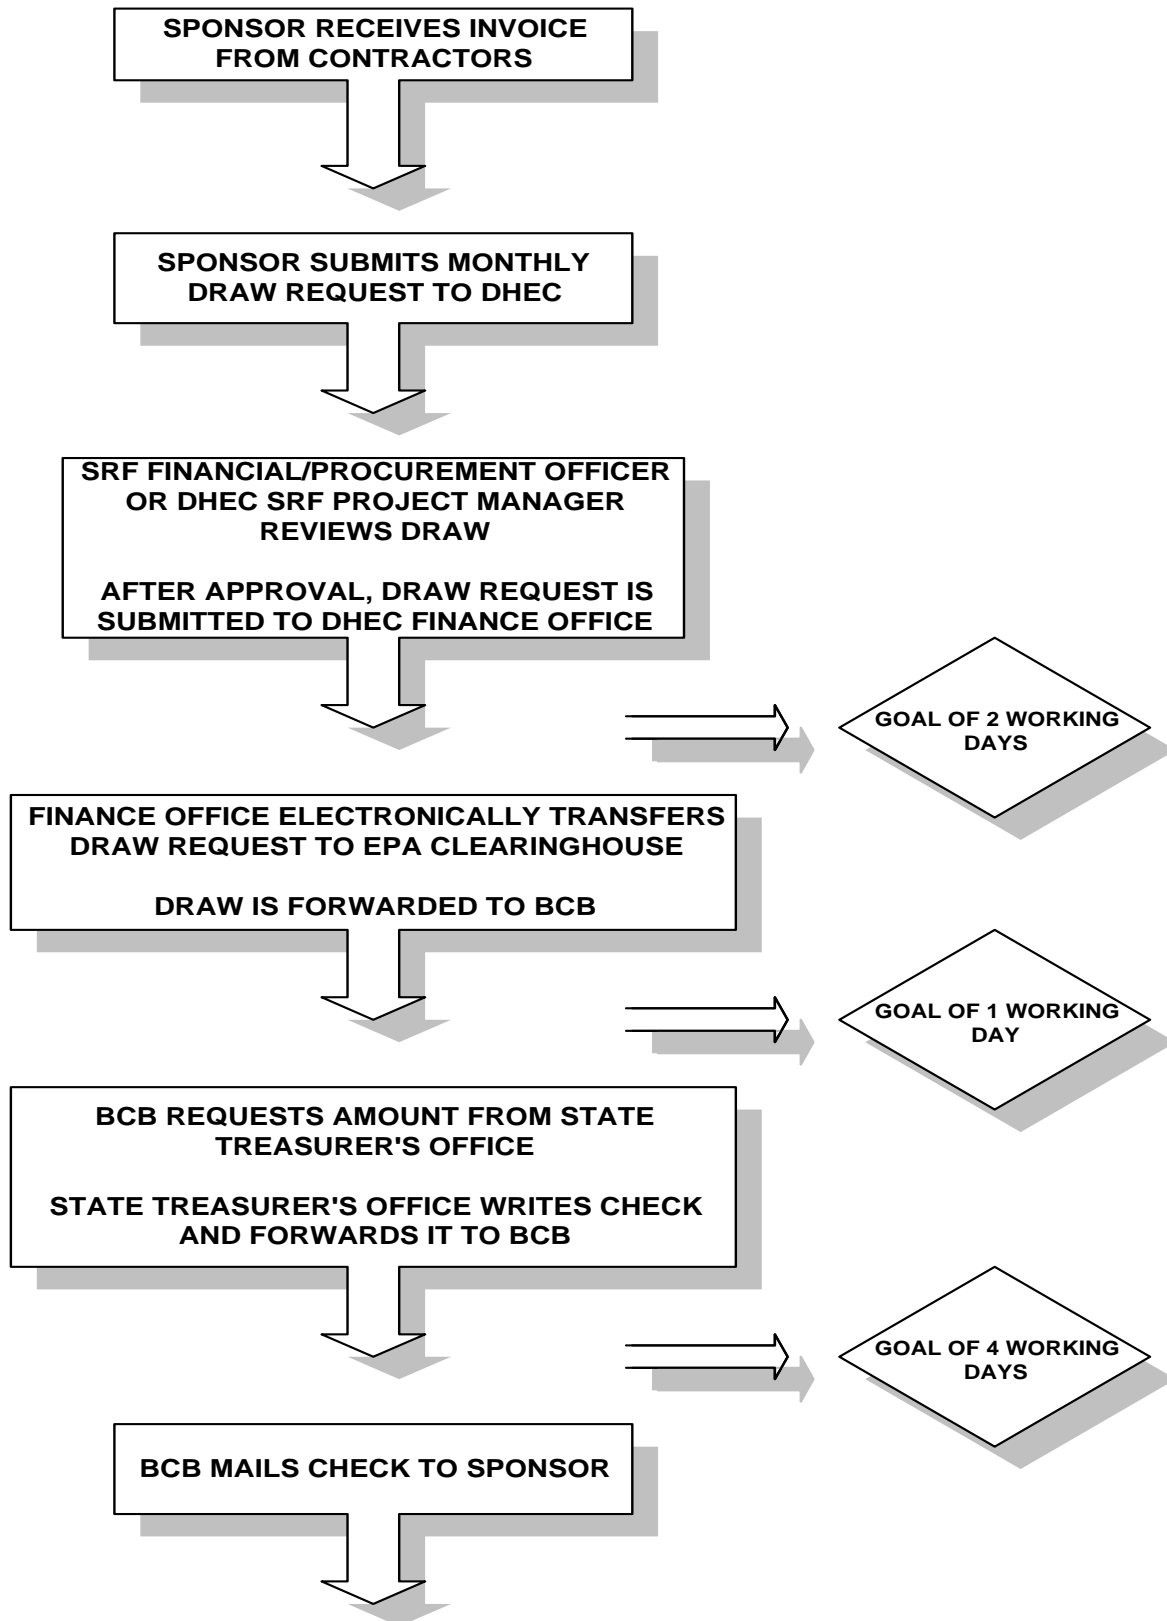 SPONSOR RECEIVES INVOICE
FROM CONTRACTORS
SPONSOR SUBMITS MONTHLY
DRAW REQUEST TO DHEC
SRF FINANCIAL/PROCUREMENT OFFICER
OR DHEC SRF PROJECT MANAGER
REVIEWS DRAW
AFTER APPROVAL, DRAW REQUEST IS
SUBMITTED TO DHEC FINANCE OFFICE
GOAL OF 2 WORKING
DAYS
FINANCE OFFICE ELECTRONICALLY TRANSFERS
DRAW REQUEST TO EPA CLEARINGHOUSE
DRAW IS FORWARDED TO BCB
GOAL OF 1 WORKING
DAY
BCB REQUESTS AMOUNT FROM STATE
TREASURER'S OFFICE
STATE TREASURER'S OFFICE WRITES CHECK
AND FORWARDS IT TO BCB
GOAL OF 4 WORKING
DAYS
BCB MAILS CHECK TO SPONSOR